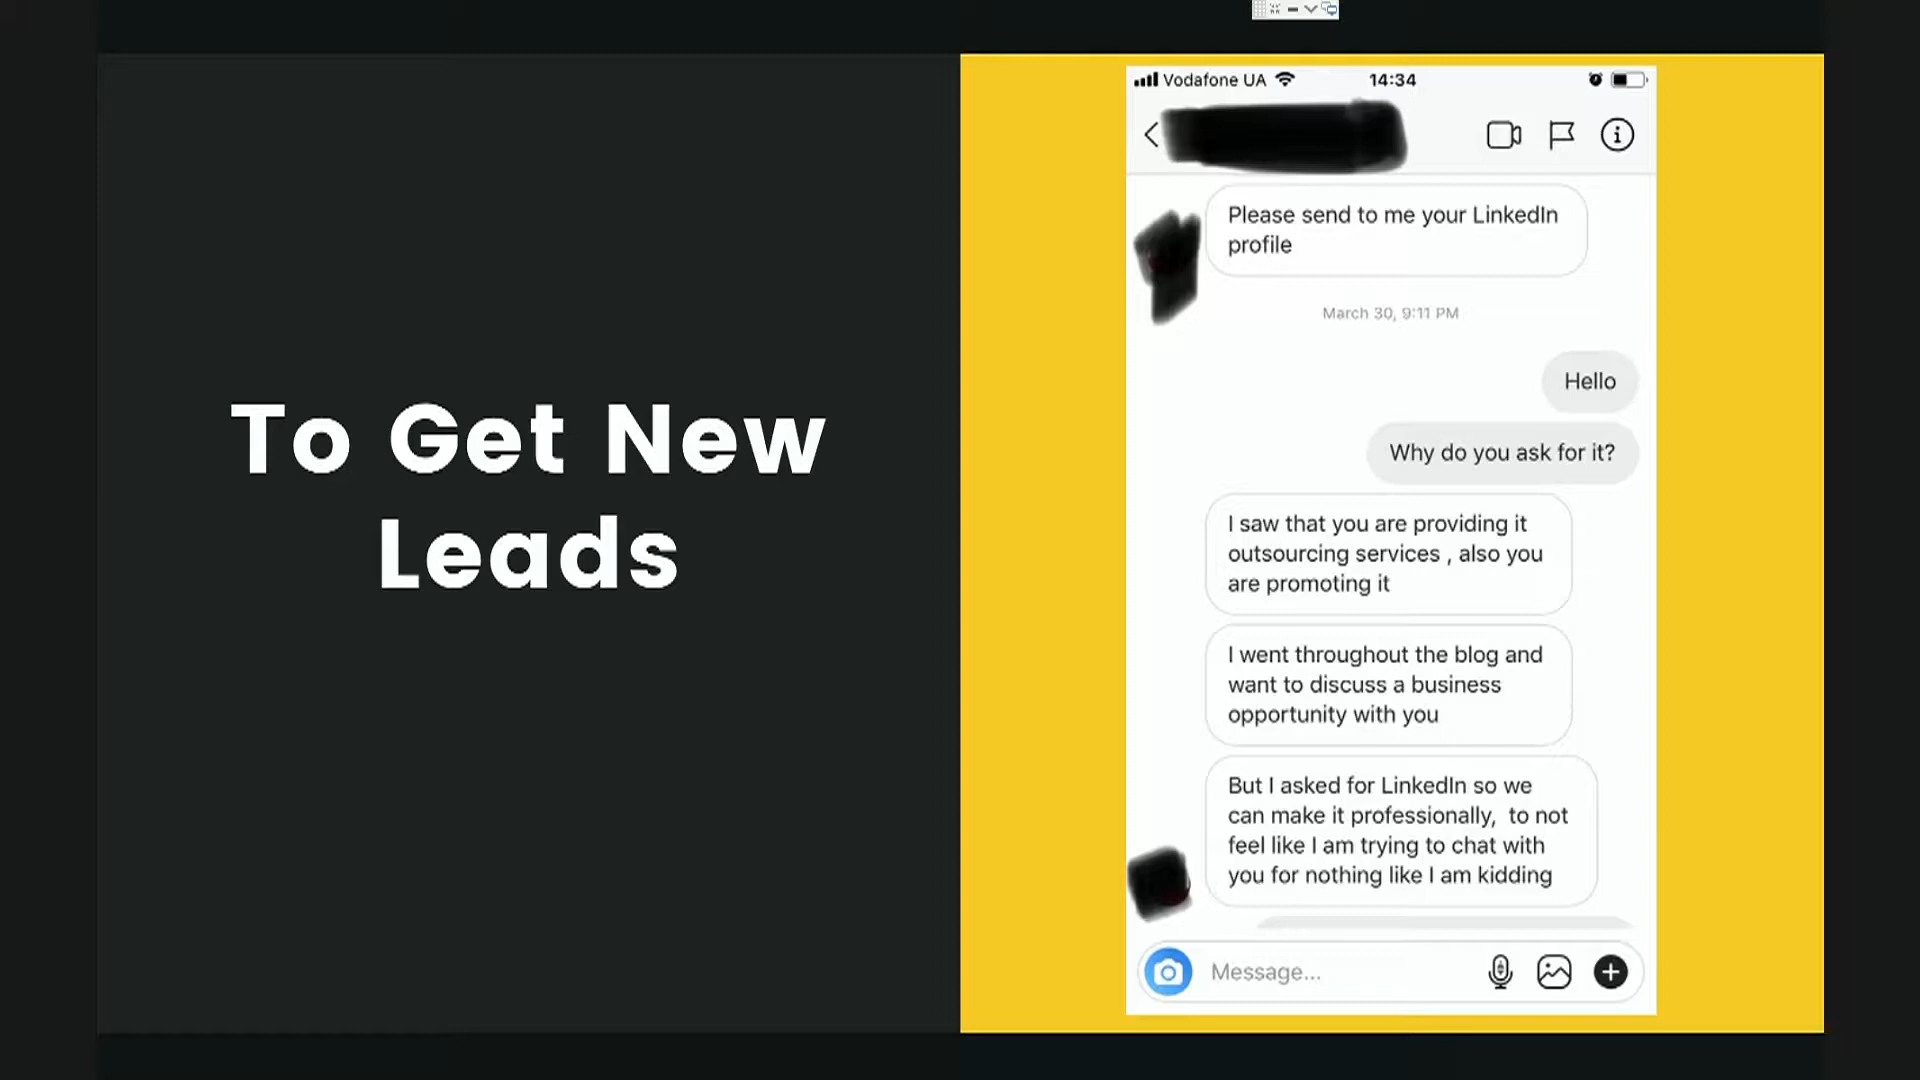 To Get New
Leads
Vodafone UA
14:34
Please send to me your LinkedIn
profile
March 30, 9:11 PM
Hello
Why do you ask for it?
I saw that you are providing it
outsourcing services , also you
are promoting it
I went throughout the blog and
want to discuss a business
opportunity with you
But I asked for LinkedIn so we
can make it professionally, to not
feel like I am trying to chat with
you for nothing like I am kidding
Message...